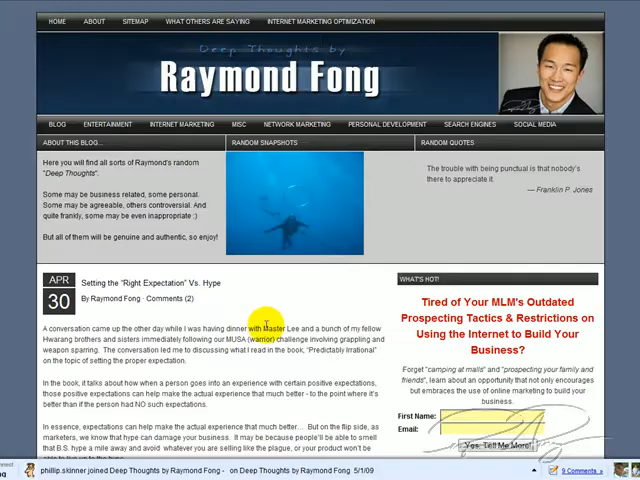 HOME ABOUT SITEMAP WHAT OTHERS ARE SAYING INTERNET MARKETING OPTIMIZATION
Deep Thoughts by
Raymond Fong
BLOG ENTERTAINMENT INTERNET MARKETING MISC NETWORK MARKETING PERSONAL DEVELOPMENT SEARCH ENGINES SOCIAL MEDIA
ABOUT THIS BLOG...
Here you will find all sorts of Raymond's random
"Deep Thoughts".
Some may be business related, some personal.
Some may be agreeable, others controversial. And
quite frankly, some may be even inappropriate :)
But all of them will be genuine and authentic, so enjoy!
RANDOM SNAPSHOTS
RANDOM QUOTES
The trouble with being punctual is that nobody's
there to appreciate it.
— Franklin P. Jones
APR
30
Setting the "Right Expectation" Vs. Hype
By Raymond Fong · Comments (2)
A conversation came up the other day while I was having dinner with Master Lee and a bunch of my fellow
Hwarang brothers and sisters immediately following our MUSA (warrior) challenge involving grappling and
weapon sparring. The conversation led me to discussing what I read in the book, "Predictably Irrational"
on the topic of setting the proper expectation.
In the book, it talks about how when a person goes into an experience with certain positive expectations,
those positive expectations can help make the actual experience that much better - to the point where it's
better than if the person had NO such expectations.
In essence, expectations can help make the actual experience that much better... But on the flip side, as
marketers, we know that hype can damage your business. It may be because people'll be able to smell
that B.S. hype a mile away and avoid whatever you are selling like the plague, or your product won't
WHAT'S HOT!
Tired of Your MLM's Outdated
Prospecting Tactics & Restrictions on
Using the Internet to Build Your
Business?
Forget "camping at malls" and "prospecting your family and
friends", learn about an opportunity that not only encourages
but embraces the use of online marketing to build your
business.
First Name:
Email:
Yes, Tell Me More!
phillip.skinner joined Deep Thoughts by Raymond Fong - on Deep Thoughts by Raymond Fong 5/1/09
9 Comments